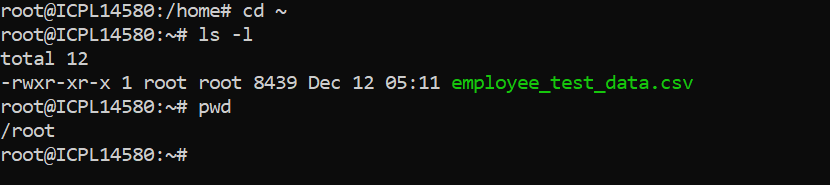 root@ICPL14580:/home# cd ~
root@ICPL14580:~# ls -l
total 12
-rwxr-xr-x 1 root root 8439 Dec 12 05:11 employee_test_data.csv
root@ICPL14580:~# pwd
/root
root@ICPL14580:~#